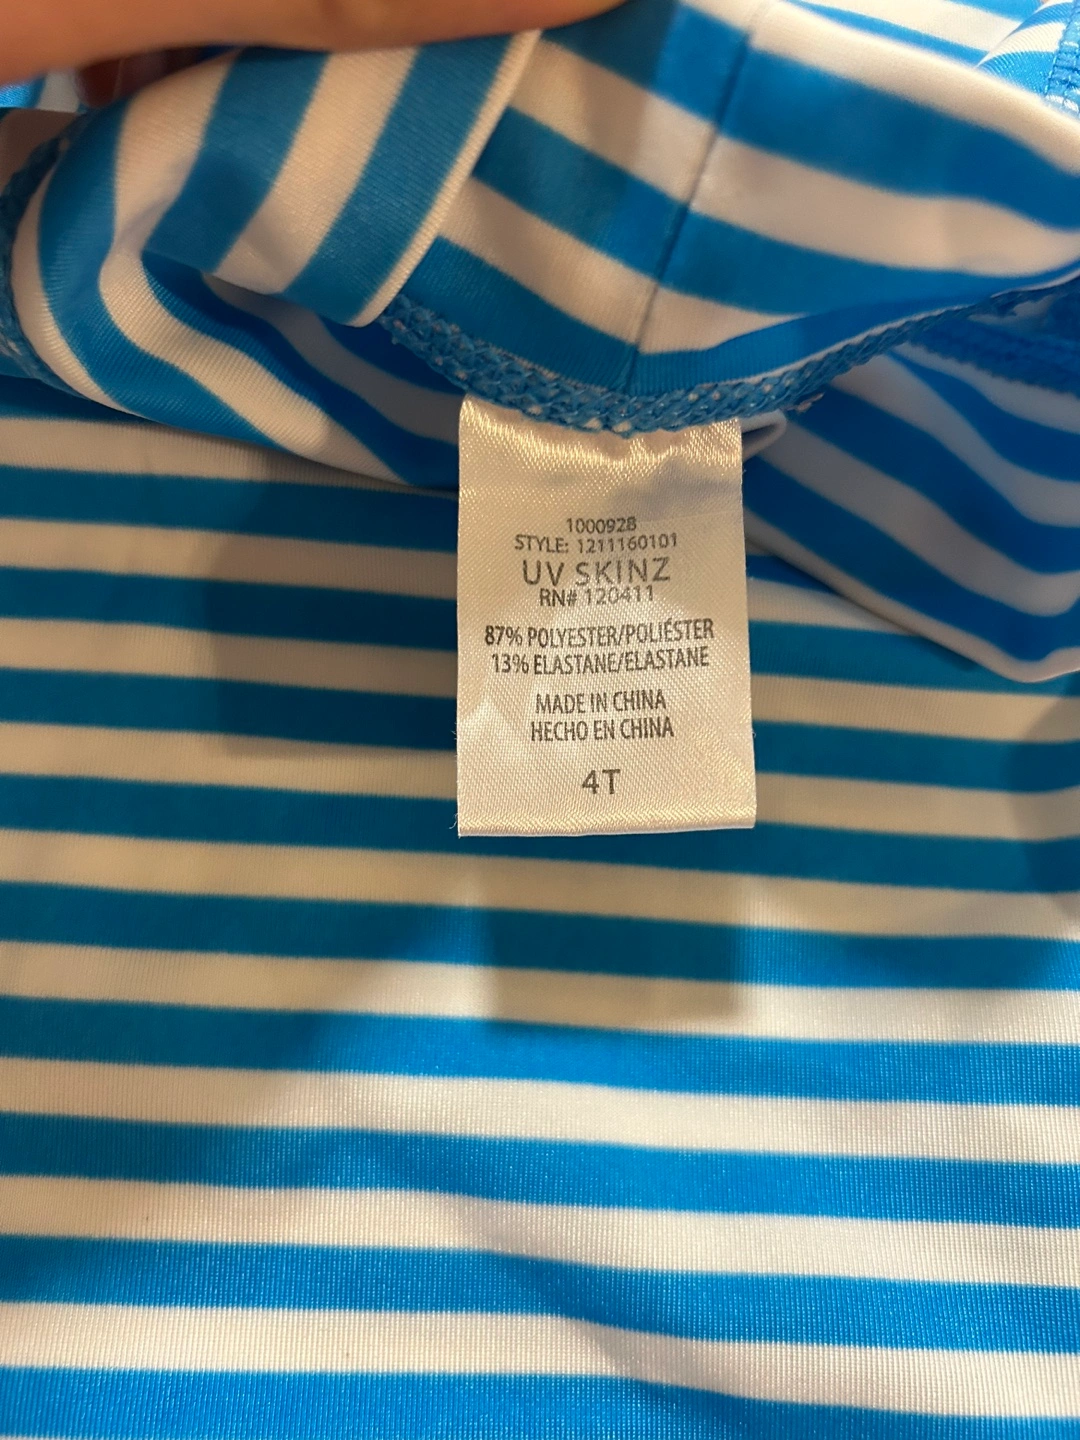 1000928
STYLE: 1211160101
UV SKINZ
RN# 120411
87% POLYESTER/POLIÉSTER
13% ELASTANE/ELASTANE
MADE IN CHINA
HECHO EN CHINA
4T